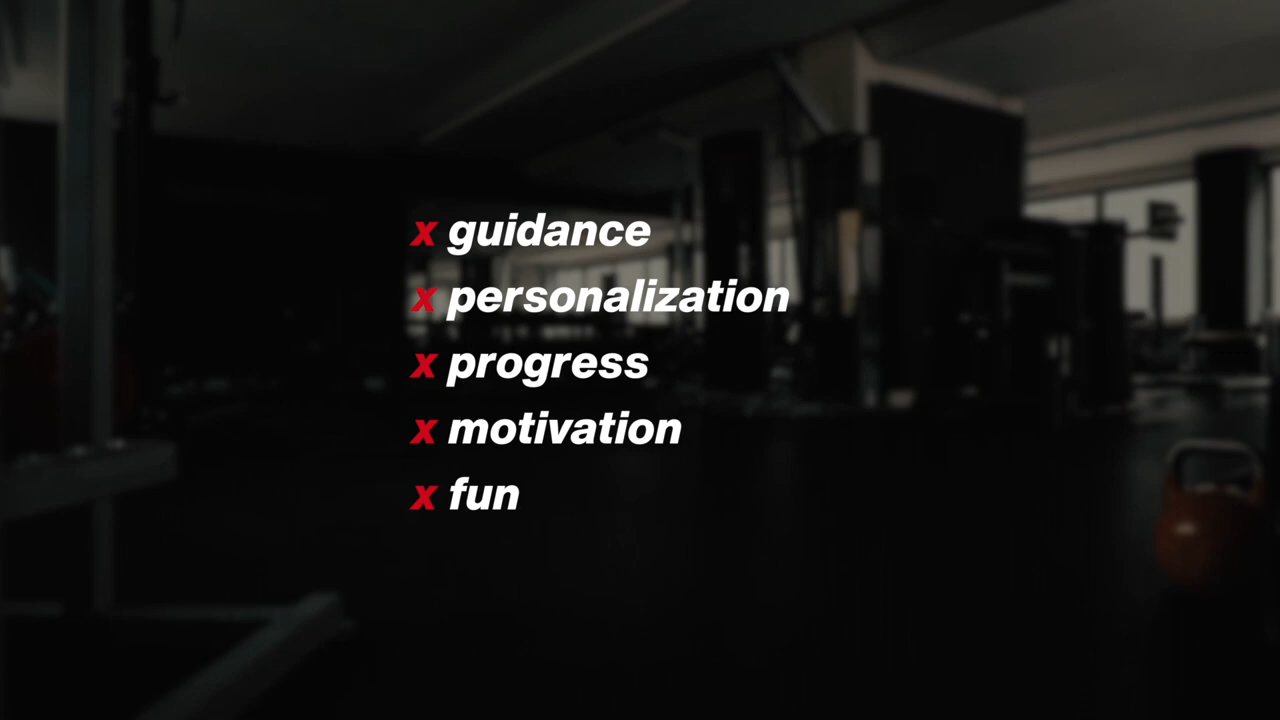 x guidance
x personalization
x progress
x motivation
x fun